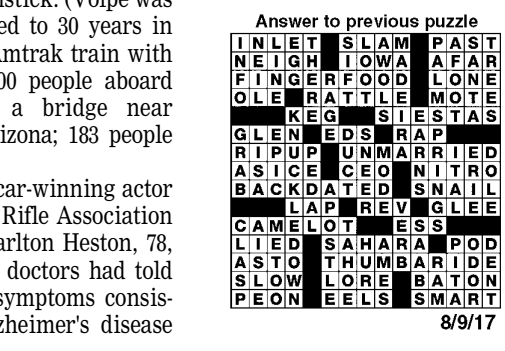 nstick. (Volpe was
ed to 30 years in
Amtrak train with
00 people aboard
a bridge near
izona; 183 people
car-winning actor
Rifle Association
arlton Heston, 78,
doctors had told
symptoms consis-
zheimer's disease
Answer to previous puzzle
INLET SLAM PAST
NEIGH IOWA AFAR
FINGERFOOD LONE
OLE RATTLE MOTE
KEG SIESTAS
GLEN EDS RAP
RIPUP UNMARRIED
ASICE CEO NITRO
BACKDATED SNAIL
LAP REV GLEE
CAMELOT ESS
LIED SAHARA POD
ASTO THUMBARIDE
SLOW LORE BATON
PEON EELS SMART
8/9/17